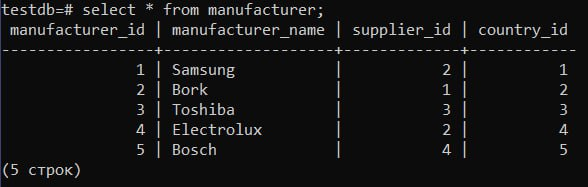 testdb=# select * from manufacturer;
 manufacturer_id | manufacturer_name | supplier_id | country_id
-----------------+-------------------+-------------+------------
               1 | Samsung           |           2 |          1
               2 | Bork              |           1 |          2
               3 | Toshiba           |           3 |          3
               4 | Electrolux        |           2 |          4
               5 | Bosch             |           4 |          5
(5 строк)